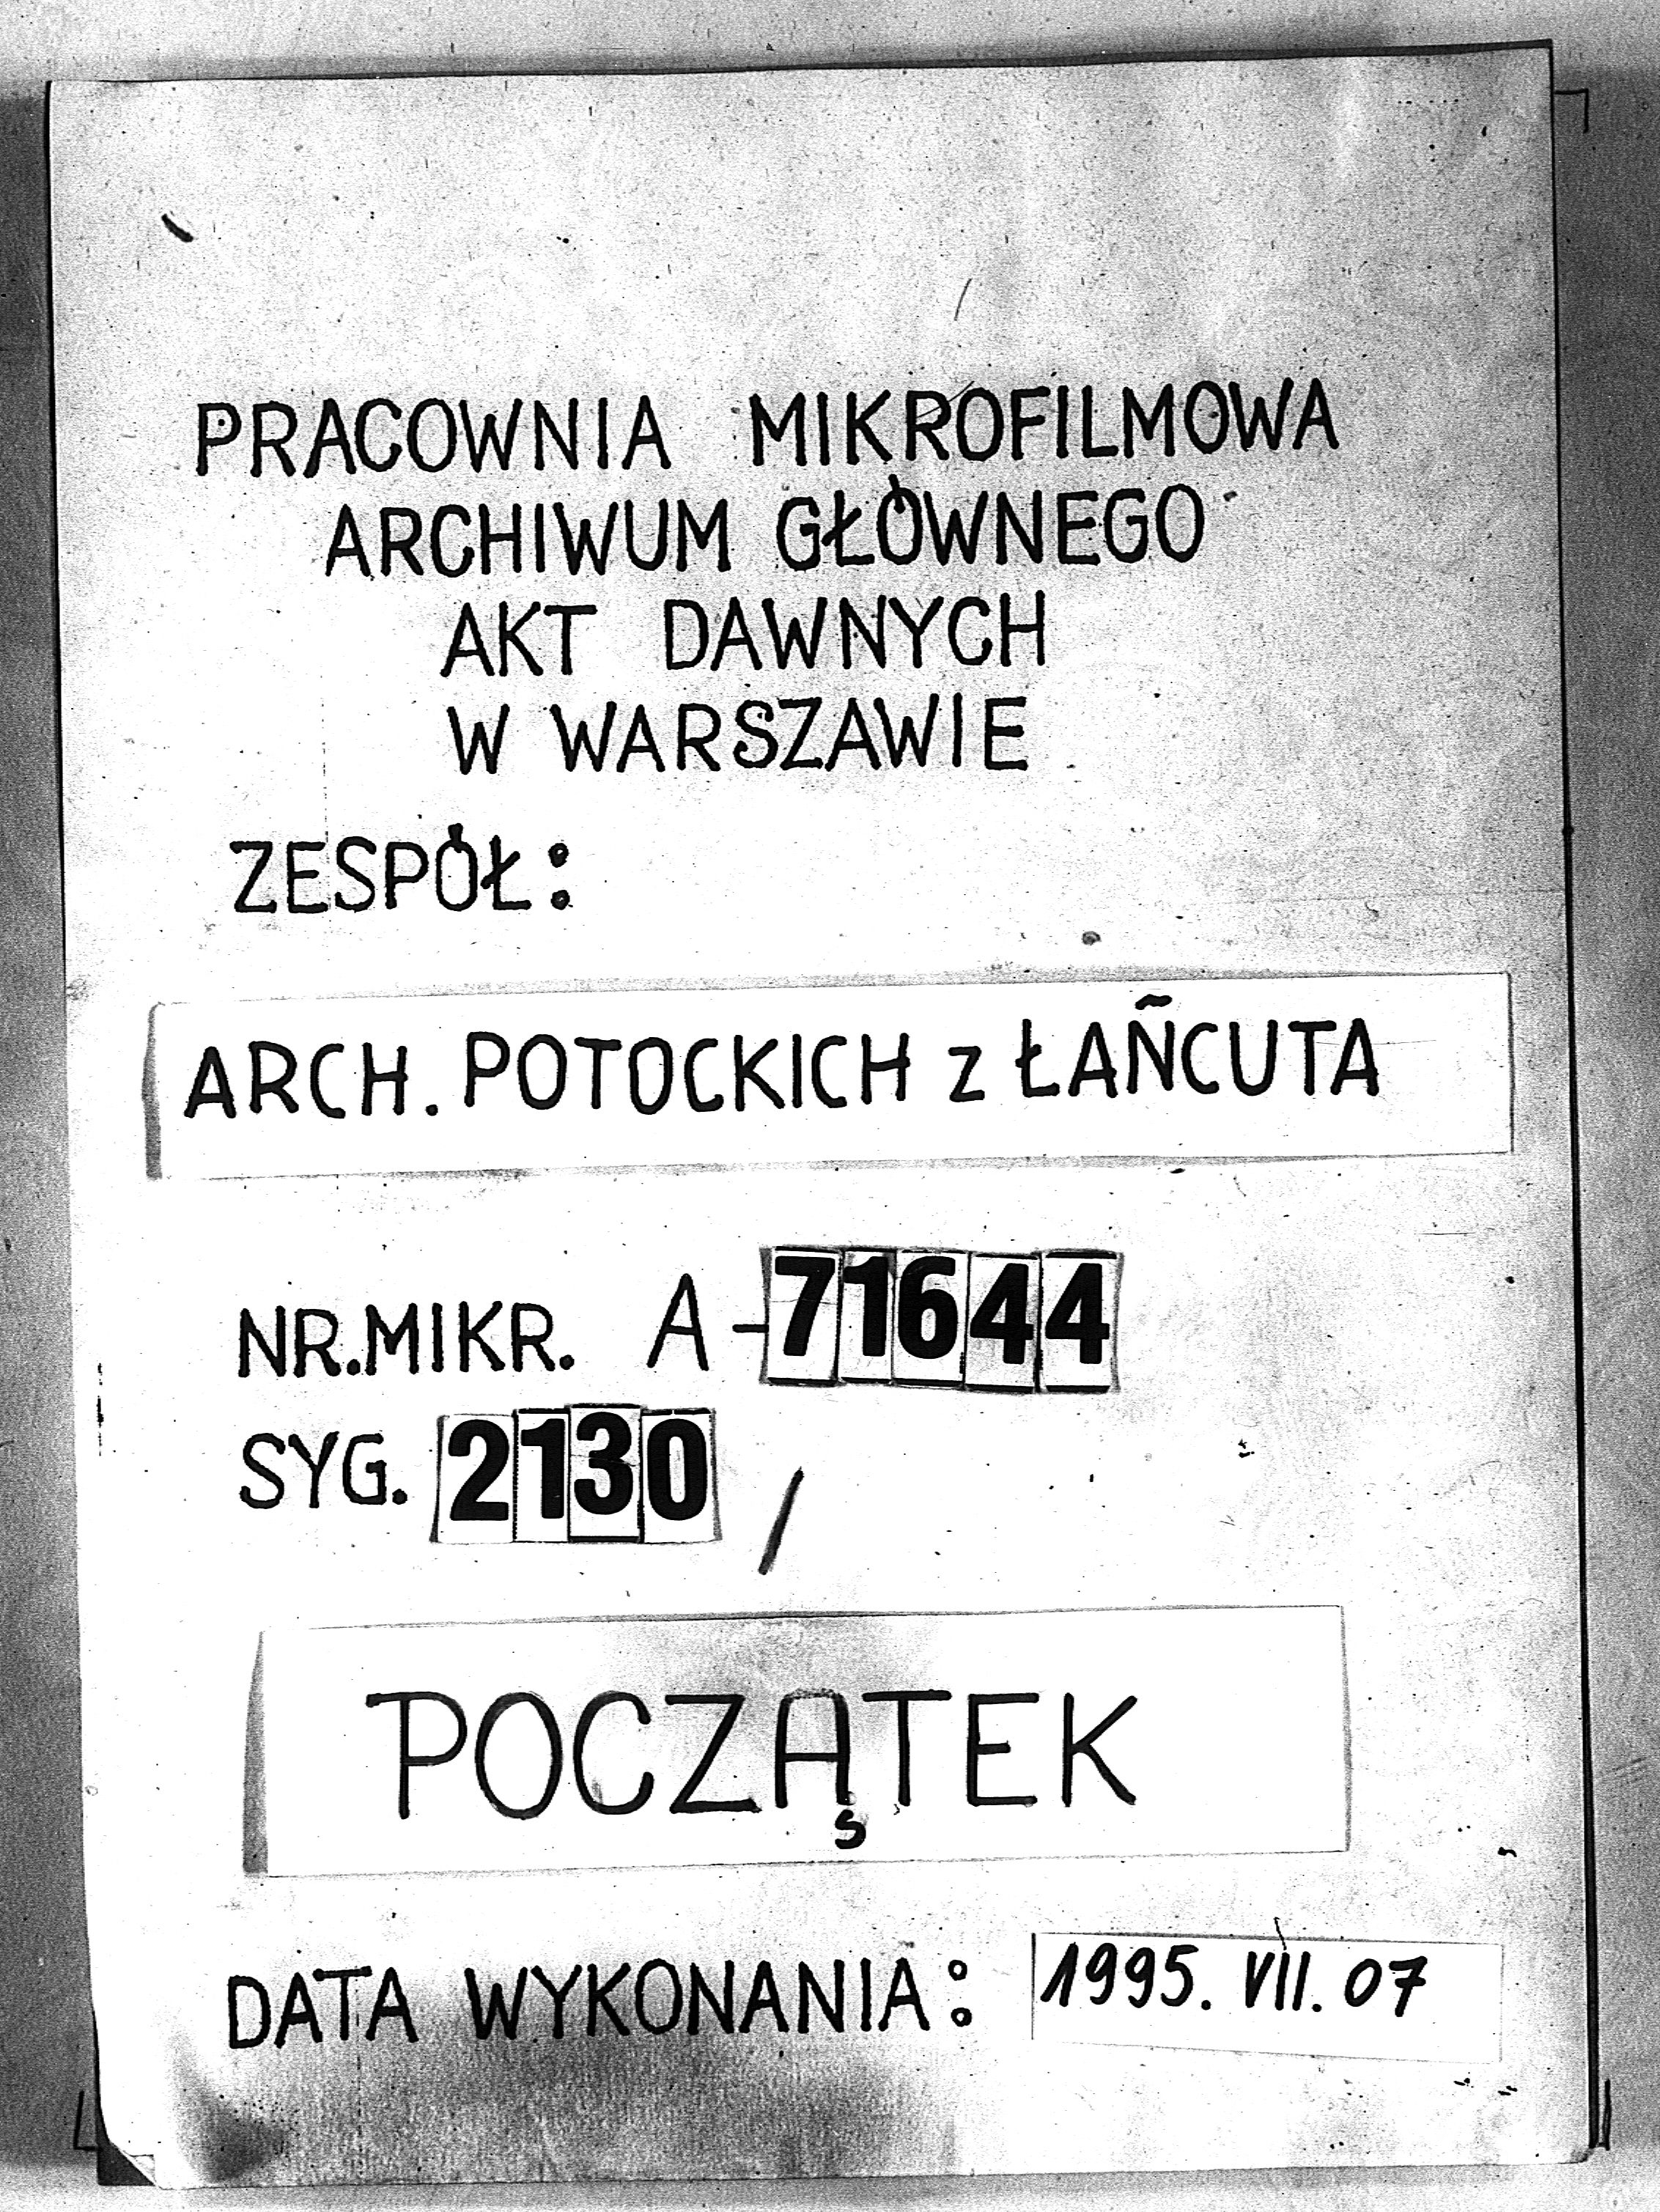 PRACOWNIA MIKROFILMOWA
ARCHIWUM GŁÓWNEGO
AKT DAWNYCH
W WARSZAWIE
ZESPÓŁ:
ARCH. POTOCKICH z ŁAÑCUTA
NR.MIKR. A-71644
SYG. 2130 /
POCZĄTEK
DATA WYKONANIA: 1995. VII. 07